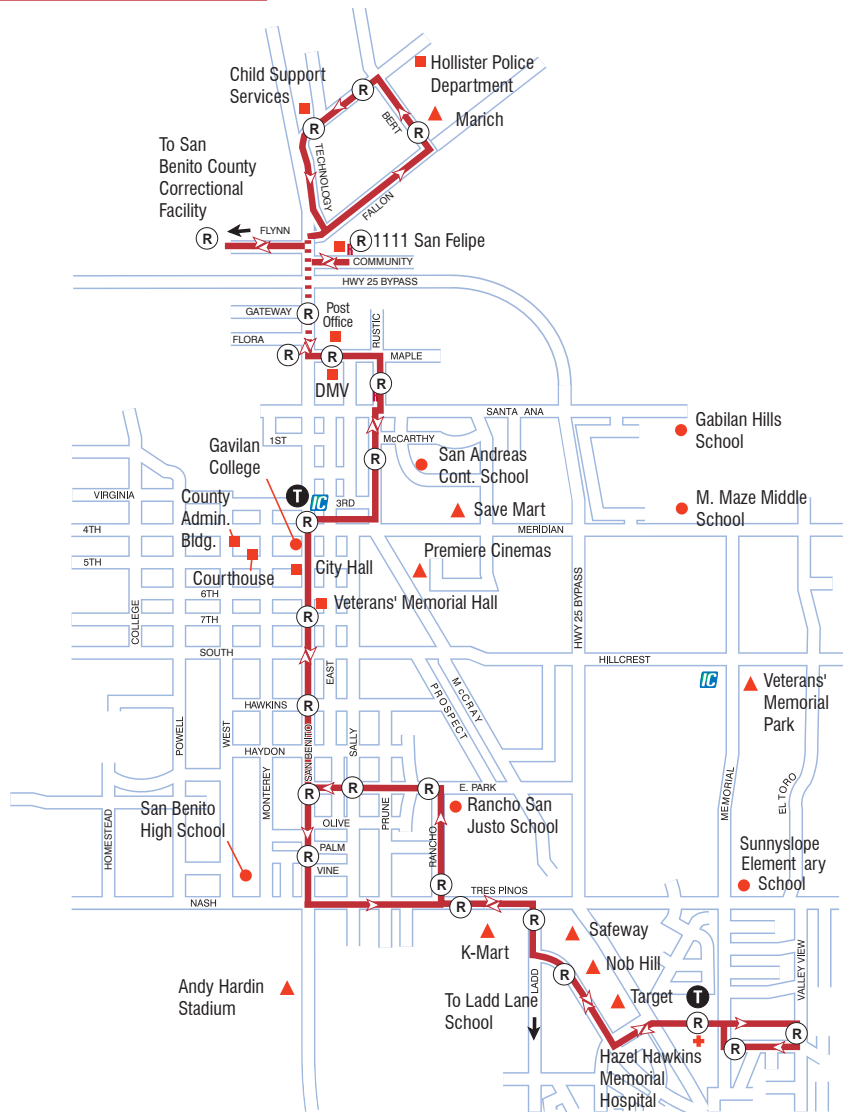 Hollister Police
Department
Child Support
Services
R
Marich
BERT
R
R
R
To San
Benito County
Correctional
Facility
TECHNOLOGY
FALLON
R
FLYNN
R
1111 San Felipe
COMMUNITY
HWY 25 BYPASS
GATEWAY
R
Post
Office
RUSTIC
FLORA
R
R
MAPLE
DMV
R
SANTA ANA
Gabilan Hills
School
1ST
McCARTHY
Gavilan
College
R
San Andreas
Cont. School
VIRGINIA
County
Admin.
Bldg.
T
IC
3RD
Save Mart
M. Maze Middle
School
4TH
R
MERIDIAN
Premiere Cinemas
5TH
Courthouse
City Hall
6TH
Veterans' Memorial Hall
7TH
R
COLLEGE
HWY 25 BYPASS
SOUTH
HILLCREST
EAST
IC
Veterans'
Memorial
Park
McCRAY
PROSPECT
HAWKINS
R
POWELL
WEST
SAN BENITO
SALLY
HAYDON
MONTEREY
R
R
R
E. PARK
MEMORIAL
EL TORO
San Benito
High School
PRUNE
Rancho San
Justo School
HOMESTEAD
OLIVE
RANCHO
PALM
R
VINE
Sunnyslope
Element ary
School
R
NASH
TRES PINOS
R
R
K-Mart
Safeway
Nob Hill
VALLEY VIEW
R
LADD
Andy Hardin
Stadium
To Ladd Lane
School
Target
T
R
R
R
Hazel Hawkins
Memorial
Hospital